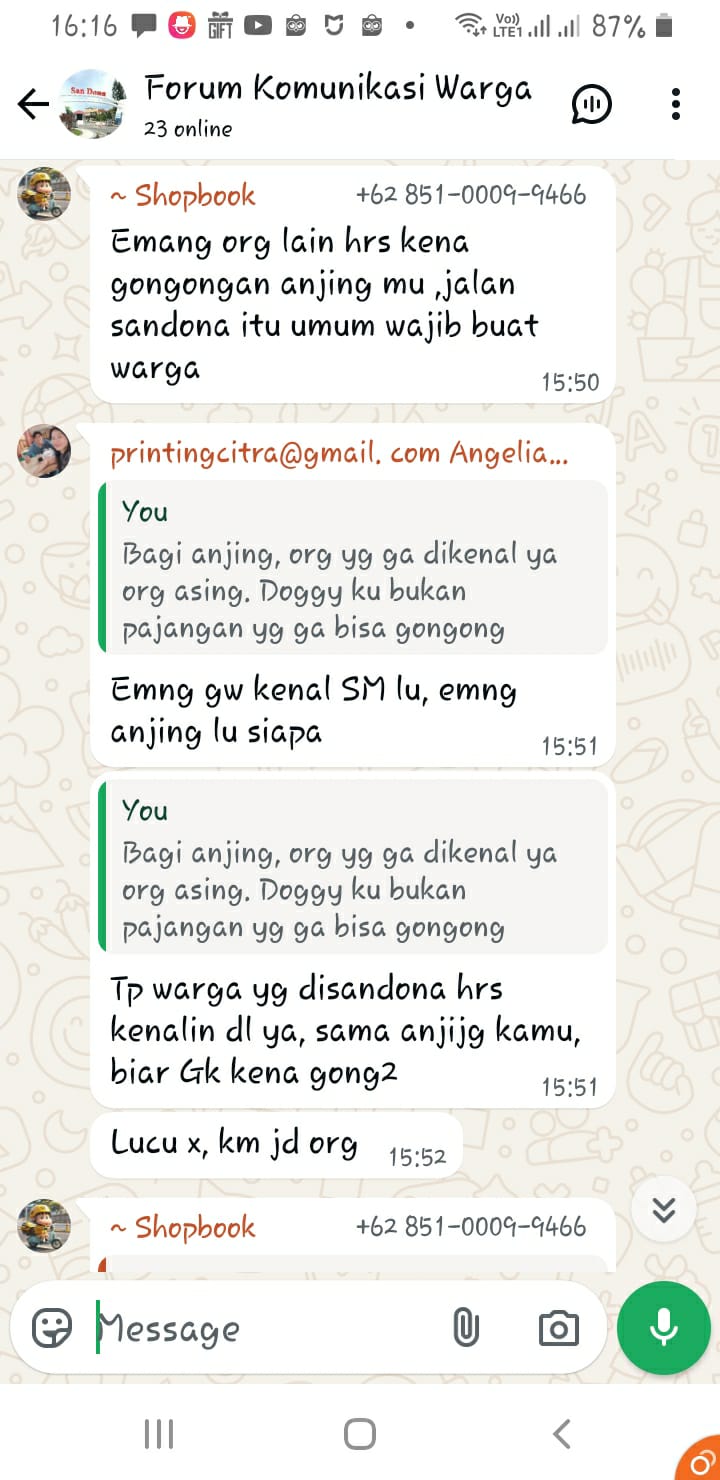 16:16
GIFT
Vo))
LTE1
87%
San Dona
Forum Komunikasi Warga
23 online
~ Shopbook +62 851-0009-9466
Emang org lain hrs kena
gongongan anjing mu ,jalan
sandona itu umum wajib buat
warga
15:50
printingcitra@gmail. com Angelia...
You
Bagi anjing, org yg ga dikenal ya
org asing. Doggy ku bukan
pajangan yg ga bisa gongong
Emng gw kenal SM lu, emng
anjing lu siapa
15:51
You
Bagi anjing, org yg ga dikenal ya
org asing. Doggy ku bukan
pajangan yg ga bisa gongong
Tp warga yg disandona hrs
kenalin dl ya, sama anjijg kamu,
biar Gk kena gong2
15:51
Lucu x, km jd org 15:52
~ Shopbook +62 851-0009-9466
Message